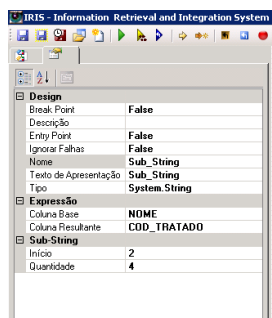 IRIS - Information Retrieval and Integration System
Design
Break Point False
Descrição
Entry Point False
Ignorar Falhas False
Nome Sub_String
Texto de Apresentação Sub_String
Tipo System.String
Expressão
Coluna Base NOME
Coluna Resultante COD_TRATADO
Sub-String
Início 2
Quantidade 4